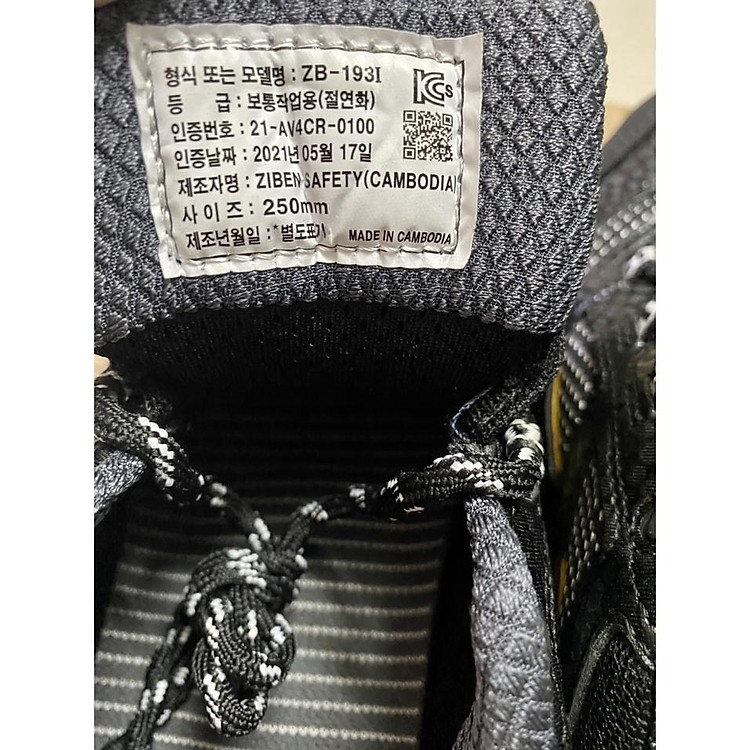 형식 또는 모델명 : ZB-193I
등 급 : 보통작업용(절연화)
인증번호 : 21-AV4CR-0100
인증날짜 : 2021년 05월 17일
제조자명 : ZIBEN SAFETY(CAMBODIA)
사 이 즈 : 250mm
제조년월일 : *별도표기
MADE IN CAMBODIA
KCs